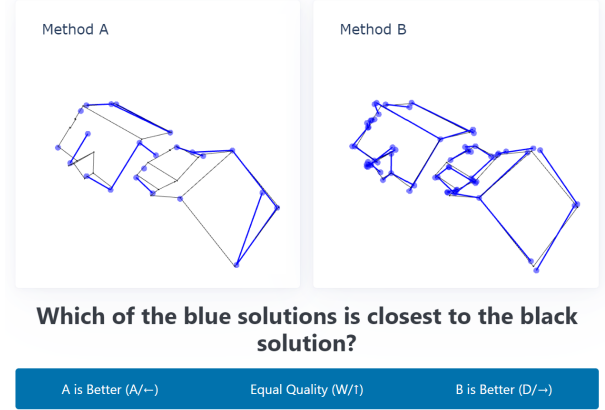 Method A
Method B
Which of the blue solutions is closest to the black
solution?
A is Better (A/←)
Equal Quality (W/↑)
B is Better (D/→)